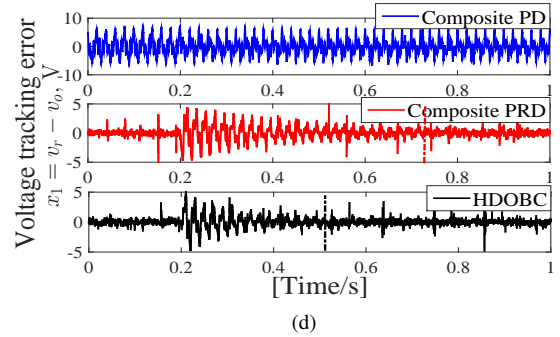 Voltage tracking error
x₁ = vᵣ − vₒ, V
10
0
-10
Composite PD
0 0.2 0.4 0.6 0.8 1
5
0
-5
Composite PRD
0 0.2 0.4 0.6 0.8 1
5
0
-5
HDOBC
0 0.2 0.4 0.6 0.8 1
[Time/s]
(d)